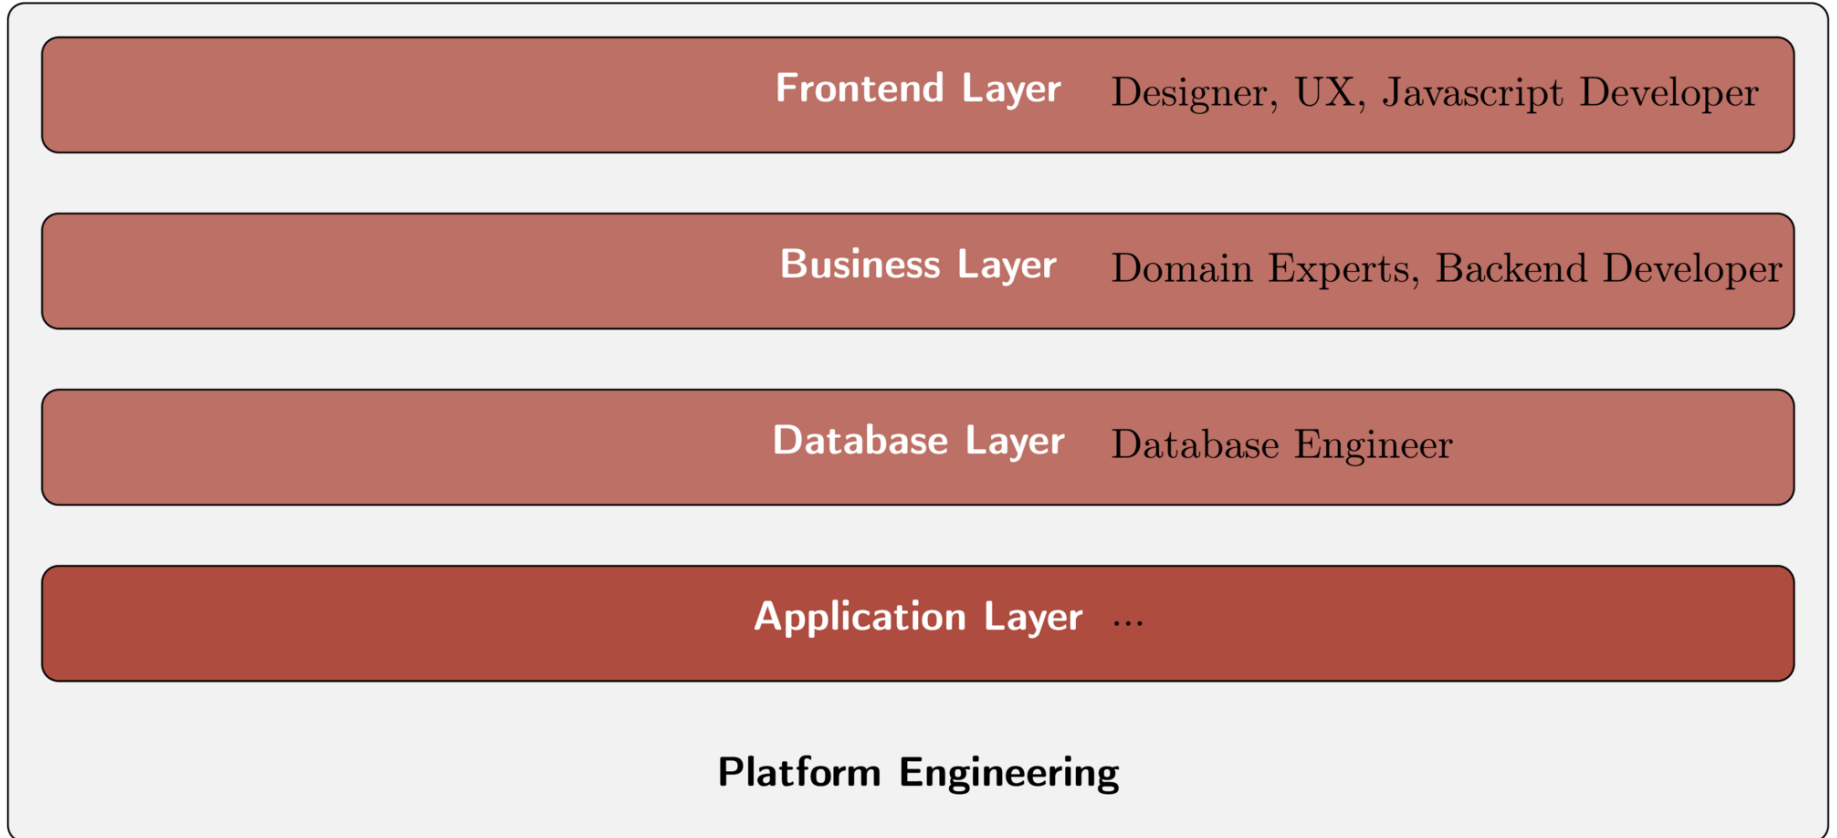 Frontend Layer Designer, UX, Javascript Developer
Business Layer Domain Experts, Backend Developer
Database Layer Database Engineer
Application Layer ...
Platform Engineering